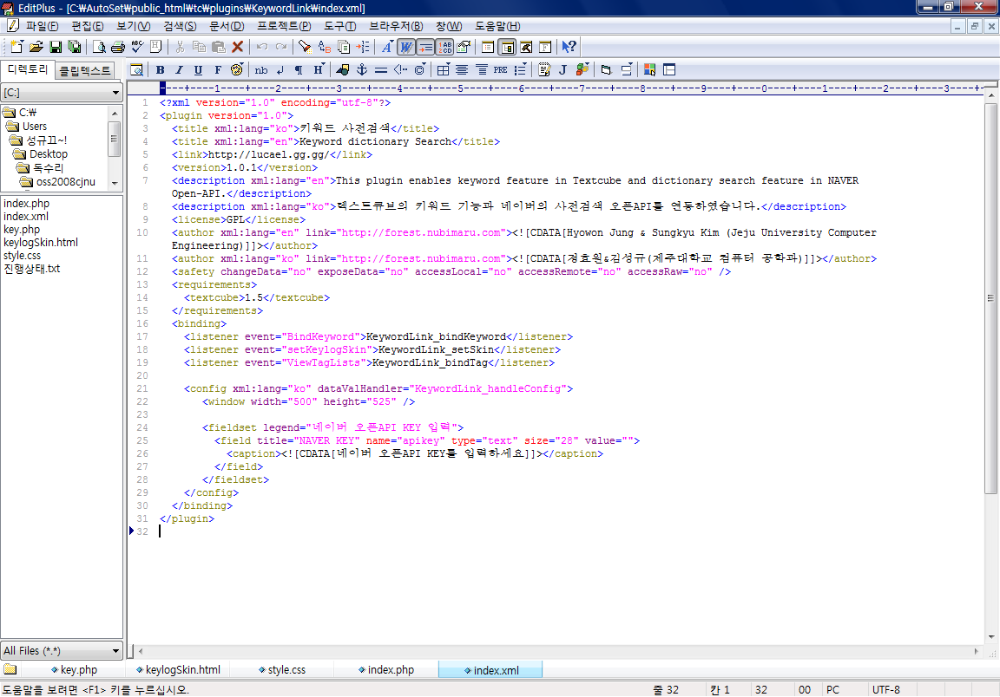 EditPlus - [C:₩AutoSet₩public_html₩tc₩plugins₩KeywordLink₩index.xml]
파일(F) 편집(E) 보기(V) 검색(S) 문서(D) 프로젝트(P) 도구(T) 브라우저(B) 창(W) 도움말(H)
디렉토리 클립텍스트
[C:]
C:₩
Users
성규끄~!
Desktop
독수리
oss2008cjnu
index.php
index.xml
key.php
keylogSkin.html
style.css
진행상태.txt
All Files (*.*)
----+----1----+----2----+----3----+----4----+----5----+----6----+----7----+----8----+----9----+----0----+----1----+----2----+----3----+--
1 <?xml version="1.0" encoding="utf-8"?>
2 <plugin version="1.0">
3 <title xml:lang="ko">키워드 사전검색</title>
4 <title xml:lang="en">Keyword dictionary Search</title>
5 <link>http://lucael.gg.gg/</link>
6 <version>1.0.1</version>
7 <description xml:lang="en">This plugin enables keyword feature in Textcube and dictionary search feature in NAVER
Open-API.</description>
8 <description xml:lang="ko">텍스트큐브의 키워드 기능과 네이버의 사전검색 오픈API를 연동하였습니다.</description>
9 <license>GPL</license>
10 <author xml:lang="en" link="http://forest.nubimaru.com"><![CDATA[Hyowon Jung & Sungkyu Kim (Jeju University Computer
Engineering)]]></author>
11 <author xml:lang="ko" link="http://forest.nubimaru.com"><![CDATA[정효원&김성규(제주대학교 컴퓨터 공학과)]]></author>
12 <safety changeData="no" exposeData="no" accessLocal="no" accessRemote="no" accessRaw="no" />
13 <requirements>
14 <textcube>1.5</textcube>
15 </requirements>
16 <binding>
17 <listener event="BindKeyword">KeywordLink_bindKeyword</listener>
18 <listener event="setKeylogSkin">KeywordLink_setSkin</listener>
19 <listener event="ViewTagLists">KeywordLink_bindTag</listener>
20
21 <config xml:lang="ko" dataValHandler="KeywordLink_handleConfig">
22 <window width="500" height="525" />
23
24 <fieldset legend="네이버 오픈API KEY 입력">
25 <field title="NAVER KEY" name="apikey" type="text" size="28" value="">
26 <caption><![CDATA[네이버 오픈API KEY를 입력하세요]]></caption>
27 </field>
28 </fieldset>
29 </config>
30 </binding>
31 </plugin>
32
key.php keylogSkin.html style.css index.php index.xml
도움말을 보려면 <F1> 키를 누르십시오. 줄 32 칸 1 32 00 PC UTF-8